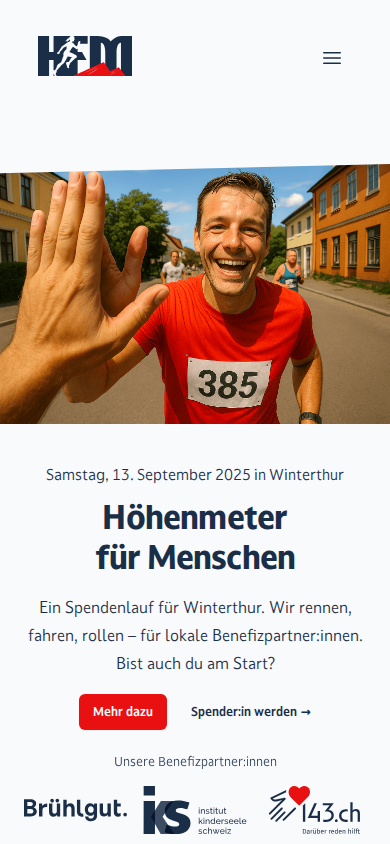 HFM
385
Samstag, 13. September 2025 in Winterthur
Höhenmeter
für Menschen
Ein Spendenlauf für Winterthur. Wir rennen,
fahren, rollen – für lokale Benefizpartner:innen.
Bist auch du am Start?
Mehr dazu
Spender:in werden →
Unsere Benefizpartner:innen
Brühlgut.
iks
institut
kinderseele
schweiz
143.ch
Darüber reden hilft